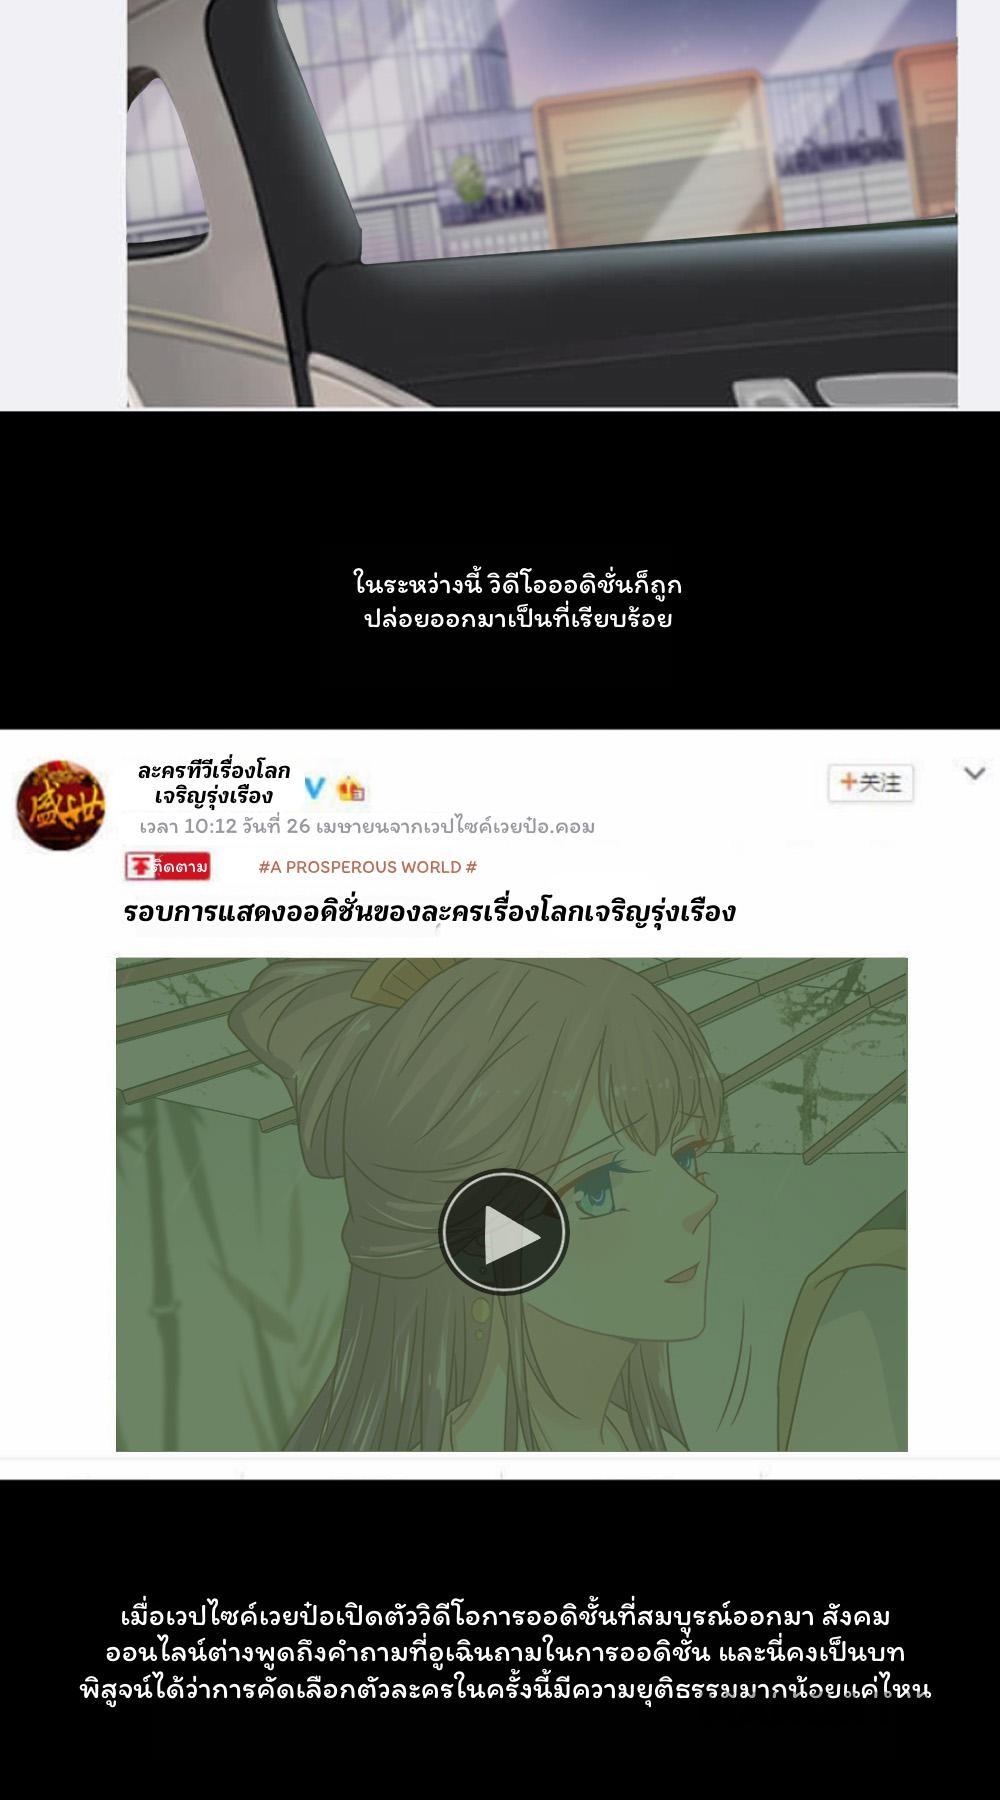 ในระหว่างนี้ วิดีโอออดิชั่นก็ถูก
ปล่อยออกมาเป็นที่เรียบร้อย
盛世
ละครทีวีเรื่องโลก
เจริญรุ่งเรือง
+关注
เวลา 10:12 วันที่ 26 เมษายนจากเวปไซค์เวยป๋อ.คอม
ติดตาม #A PROSPEROUS WORLD #
รอบการแสดงออดิชั่นของละครเรื่องโลกเจริญรุ่งเรือง
เมื่อเวปไซค์เวยป๋อเปิดตัววิดีโอการออดิชั้นที่สมบูรณ์ออกมา สังคม
ออนไลน์ต่างพูดถึงคำถามที่อูเฉินถามในการออดิชั่น และนี่คงเป็นบท
พิสูจน์ได้ว่าการคัดเลือกตัวละครในครั้งนี้มีความยุติธรรมมากน้อยแค่ไหน